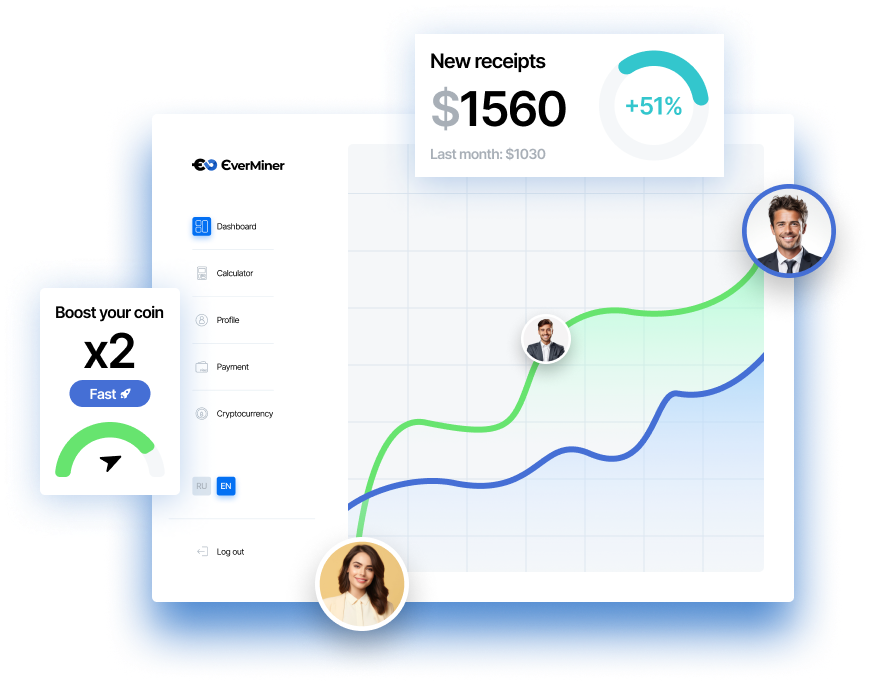 New receipts
$1560
+51%
Last month: $1030
EverMiner
Dashboard
Calculator
Profile
Payment
Cryptocurrency
RU EN
Log out
Boost your coin
x2
Fast